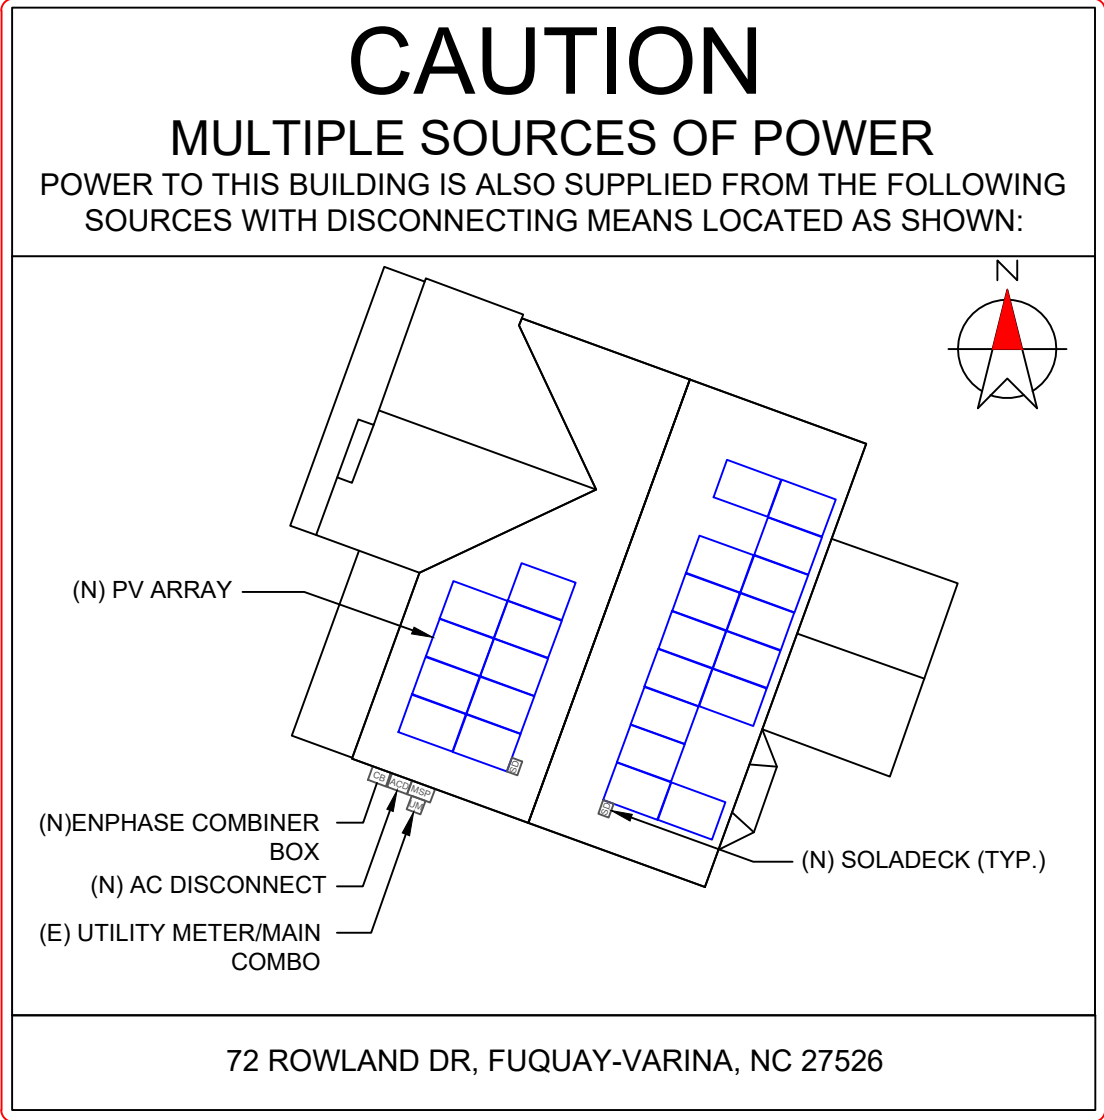 CAUTION
MULTIPLE SOURCES OF POWER
POWER TO THIS BUILDING IS ALSO SUPPLIED FROM THE FOLLOWING
SOURCES WITH DISCONNECTING MEANS LOCATED AS SHOWN:
N
(N) PV ARRAY
SD
CB
ACD
MSP
UM
SD
(N)ENPHASE COMBINER
BOX
(N) AC DISCONNECT
(E) UTILITY METER/MAIN
COMBO
(N) SOLADECK (TYP.)
72 ROWLAND DR, FUQUAY-VARINA, NC 27526